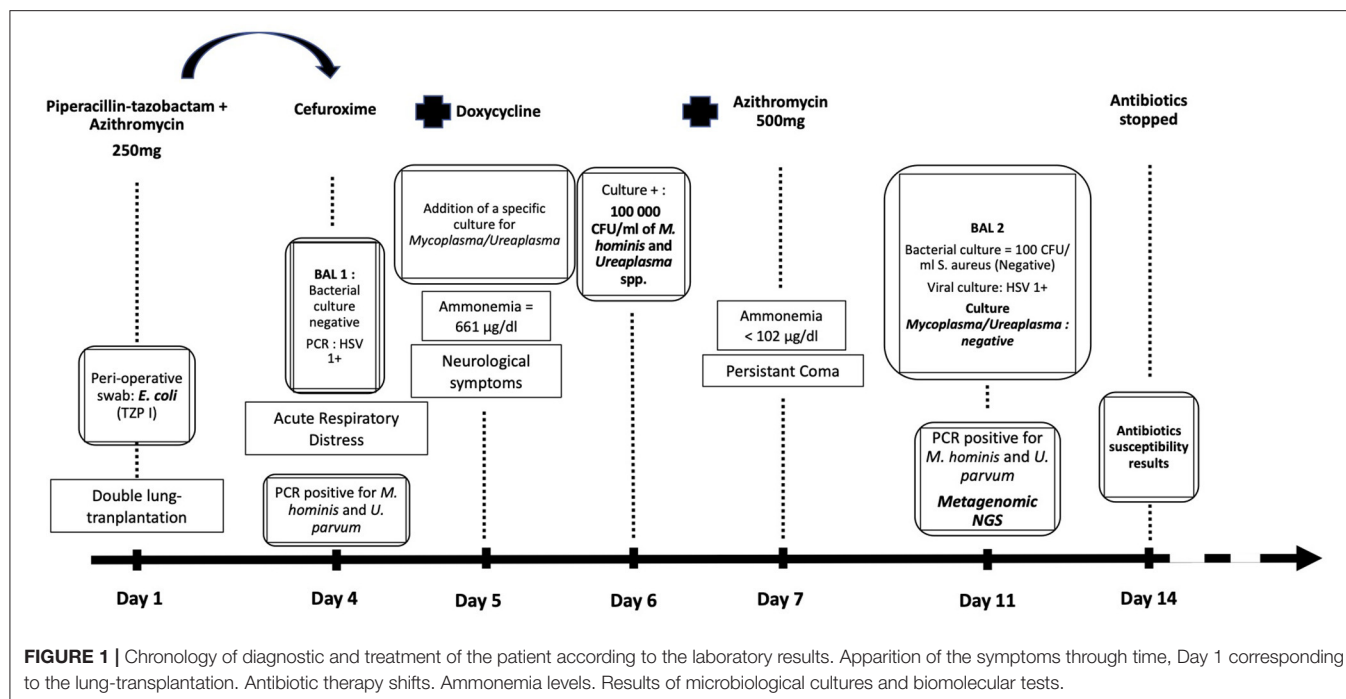 Piperacillin-tazobactam +
Azithromycin
250mg
Cefuroxime
Doxycycline
Azithromycin
500mg
Antibiotics
stopped
Peri-operative
swab: E. coli
(TZP I)
Double lung-
tranplantation
BAL 1 :
Bacterial
culture
negative
PCR : HSV
1+
Acute Respiratory
Distress
PCR positive for M.
hominis and U.
parvum
Addition of a specific
culture for
Mycoplasma/Ureaplasma
Ammonemia =
661 µg/dl
Neurological
symptoms
Culture + :
100 000
CFU/ml of M.
hominis and
Ureaplasma
spp.
Ammonemia
< 102 µg/dl
Persistant Coma
BAL 2
Bacterial culture = 100 CFU/
ml S. aureus (Negative)
Viral culture: HSV 1+
Culture
Mycoplasma/Ureaplasma :
negative
PCR positive for
M. hominis and U.
parvum
Metagenomic
NGS
Antibiotics
susceptibility
results
Day 1
Day 4
Day 5
Day 6
Day 7
Day 11
Day 14
FIGURE 1 | Chronology of diagnostic and treatment of the patient according to the laboratory results. Apparition of the symptoms through time, Day 1 corresponding
to the lung-transplantation. Antibiotic therapy shifts. Ammonemia levels. Results of microbiological cultures and biomolecular tests.